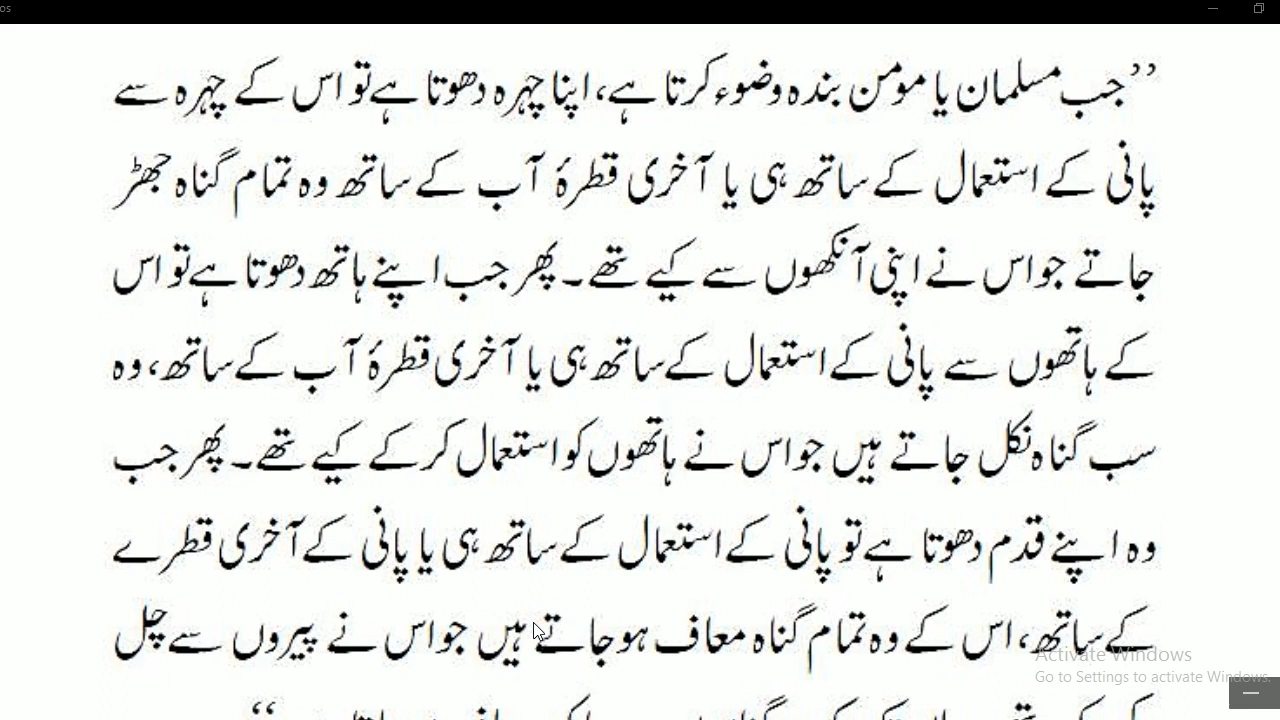 os
’’جب مسلمان یا مومن بندہ وضوء کرتا ہے، اپنا چہرہ دھوتا ہے تو اس کے چہرہ سے
پانی کے استعمال کے ساتھ ہی یا آخری قطرۂ آب کے ساتھ وہ تمام گناہ جھڑ
جاتے جو اس نے اپنی آنکھوں سے کیے تھے۔ پھر جب اپنے ہاتھ دھوتا ہے تو اس
کے ہاتھوں سے پانی کے استعمال کے ساتھ ہی یا آخری قطرۂ آب کے ساتھ، وہ
سب گناہ نکل جاتے ہیں جو اس نے ہاتھوں کو استعمال کر کے کیے تھے۔ پھر جب
وہ اپنے قدم دھوتا ہے تو پانی کے استعمال کے ساتھ ہی یا پانی کے آخری قطرے
کے ساتھ، اس کے وہ تمام گناہ معاف ہو جاتے ہیں جو اس نے پیروں سے چل
Activate Windows
Go to Settings to activate Windows.